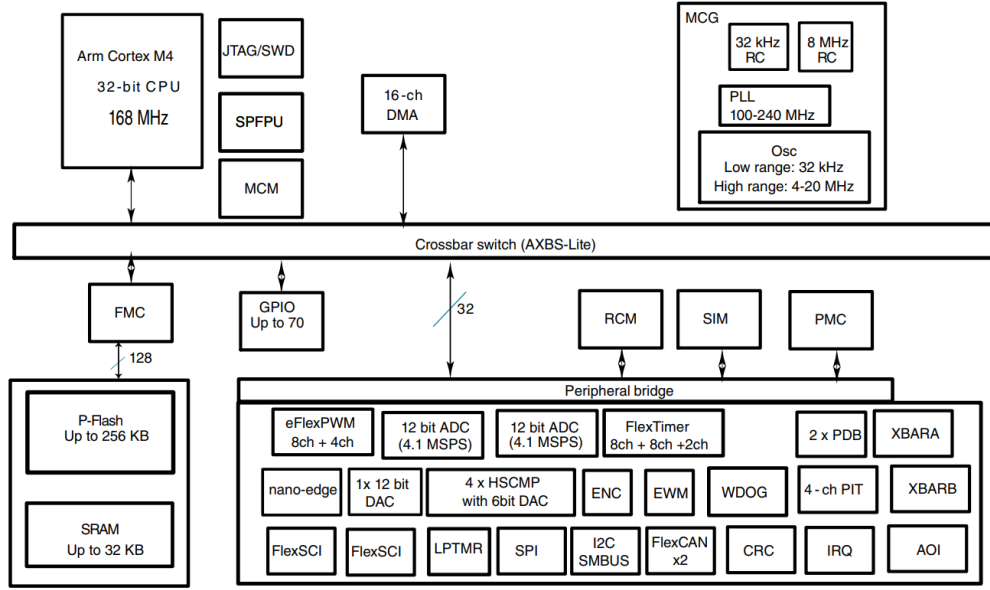 Arm Cortex M4
32-bit CPU
168 MHz
JTAG/SWD
SPFPU
MCM
16-ch
DMA
MCG
32 kHz
RC
8 MHz
RC
PLL
100-240 MHz
Osc
Low range: 32 kHz
High range: 4-20 MHz
Crossbar switch (AXBS-Lite)
FMC
GPIO
Up to 70
32
RCM
SIM
PMC
128
Peripheral bridge
P-Flash
Up to 256 KB
SRAM
Up to 32 KB
eFlexPWM
8ch + 4ch
12 bit ADC
(4.1 MSPS)
12 bit ADC
(4.1 MSPS)
FlexTimer
8ch + 8ch +2ch
2 x PDB
XBARA
nano-edge
1x 12 bit
DAC
4 x HSCMP
with 6bit DAC
ENC
EWM
WDOG
4-ch PIT
XBARB
FlexSCI
FlexSCI
LPTMR
SPI
I2C
SMBUS
FlexCAN
x2
CRC
IRQ
AOI